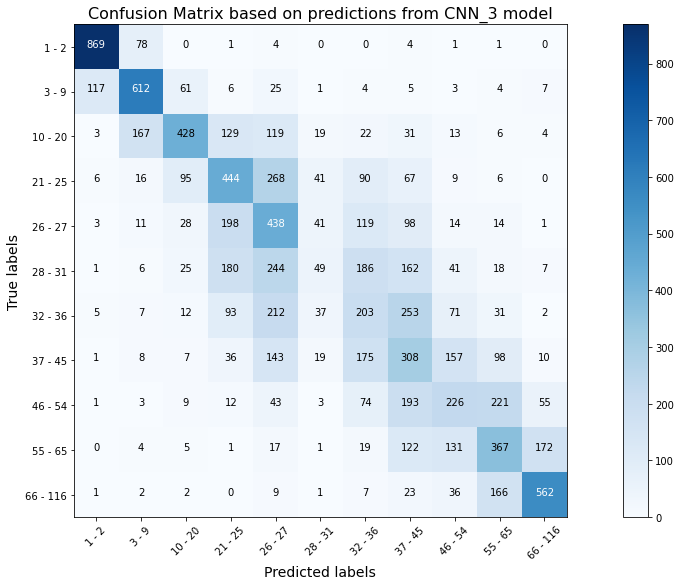 Confusion Matrix based on predictions from CNN_3 model
1 - 2 869 78 0 1 4 0 0 4 1 1 0
3 - 9 117 612 61 6 25 1 4 5 3 4 7
10 - 20 3 167 428 129 119 19 22 31 13 6 4
21 - 25 6 16 95 444 268 41 90 67 9 6 0
26 - 27 3 11 28 198 438 41 119 98 14 14 1
28 - 31 1 6 25 180 244 49 186 162 41 18 7
32 - 36 5 7 12 93 212 37 203 253 71 31 2
37 - 45 1 8 7 36 143 19 175 308 157 98 10
46 - 54 1 3 9 12 43 3 74 193 226 221 55
55 - 65 0 4 5 1 17 1 19 122 131 367 172
66 - 116 1 2 2 0 9 1 7 23 36 166 562
1 - 2 3 - 9 10 - 20 21 - 25 26 - 27 28 - 31 32 - 36 37 - 45 46 - 54 55 - 65 66 - 116
Predicted labels
True labels
800
700
600
500
400
300
200
100
0